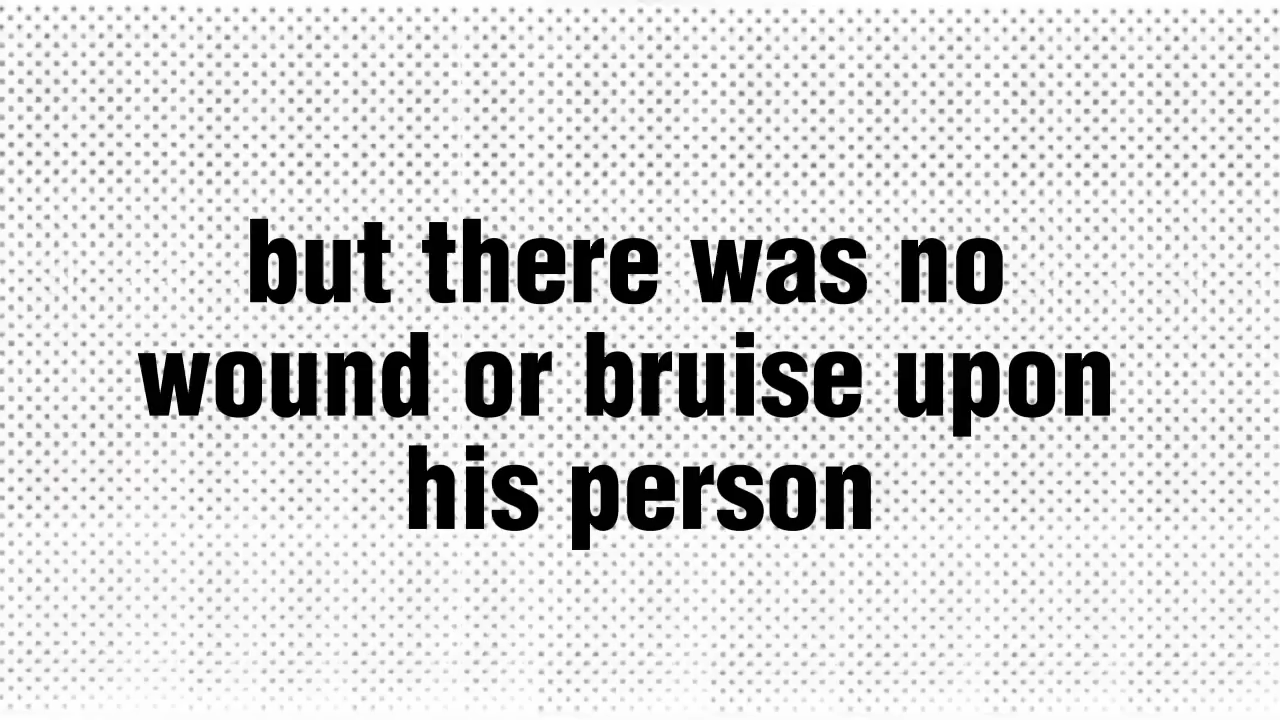 but there was no
wound or bruise upon
his person